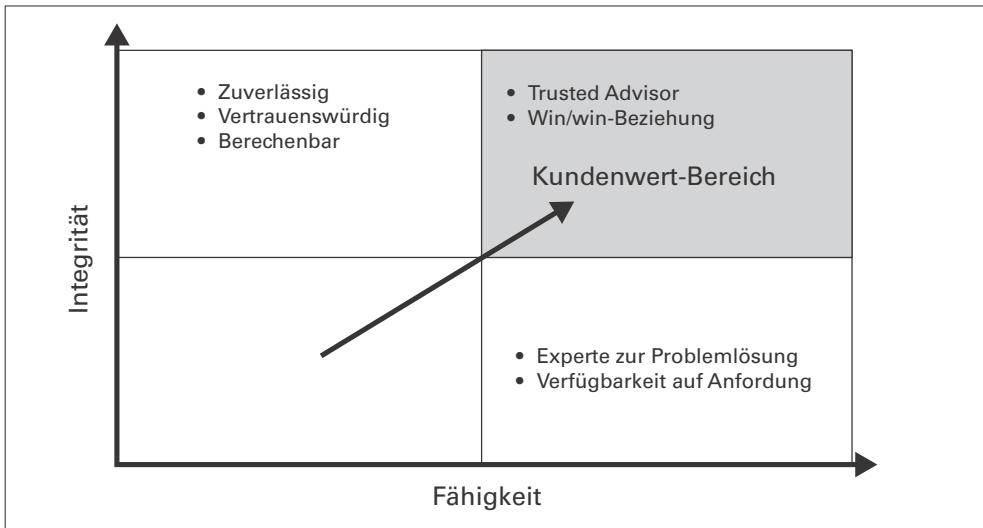 • Zuverlässig
• Vertrauenswürdig
• Berechenbar
• Trusted Advisor
• Win/win-Beziehung
Kundenwert-Bereich
Integrität
• Experte zur Problemlösung
• Verfügbarkeit auf Anfordung
Fähigkeit